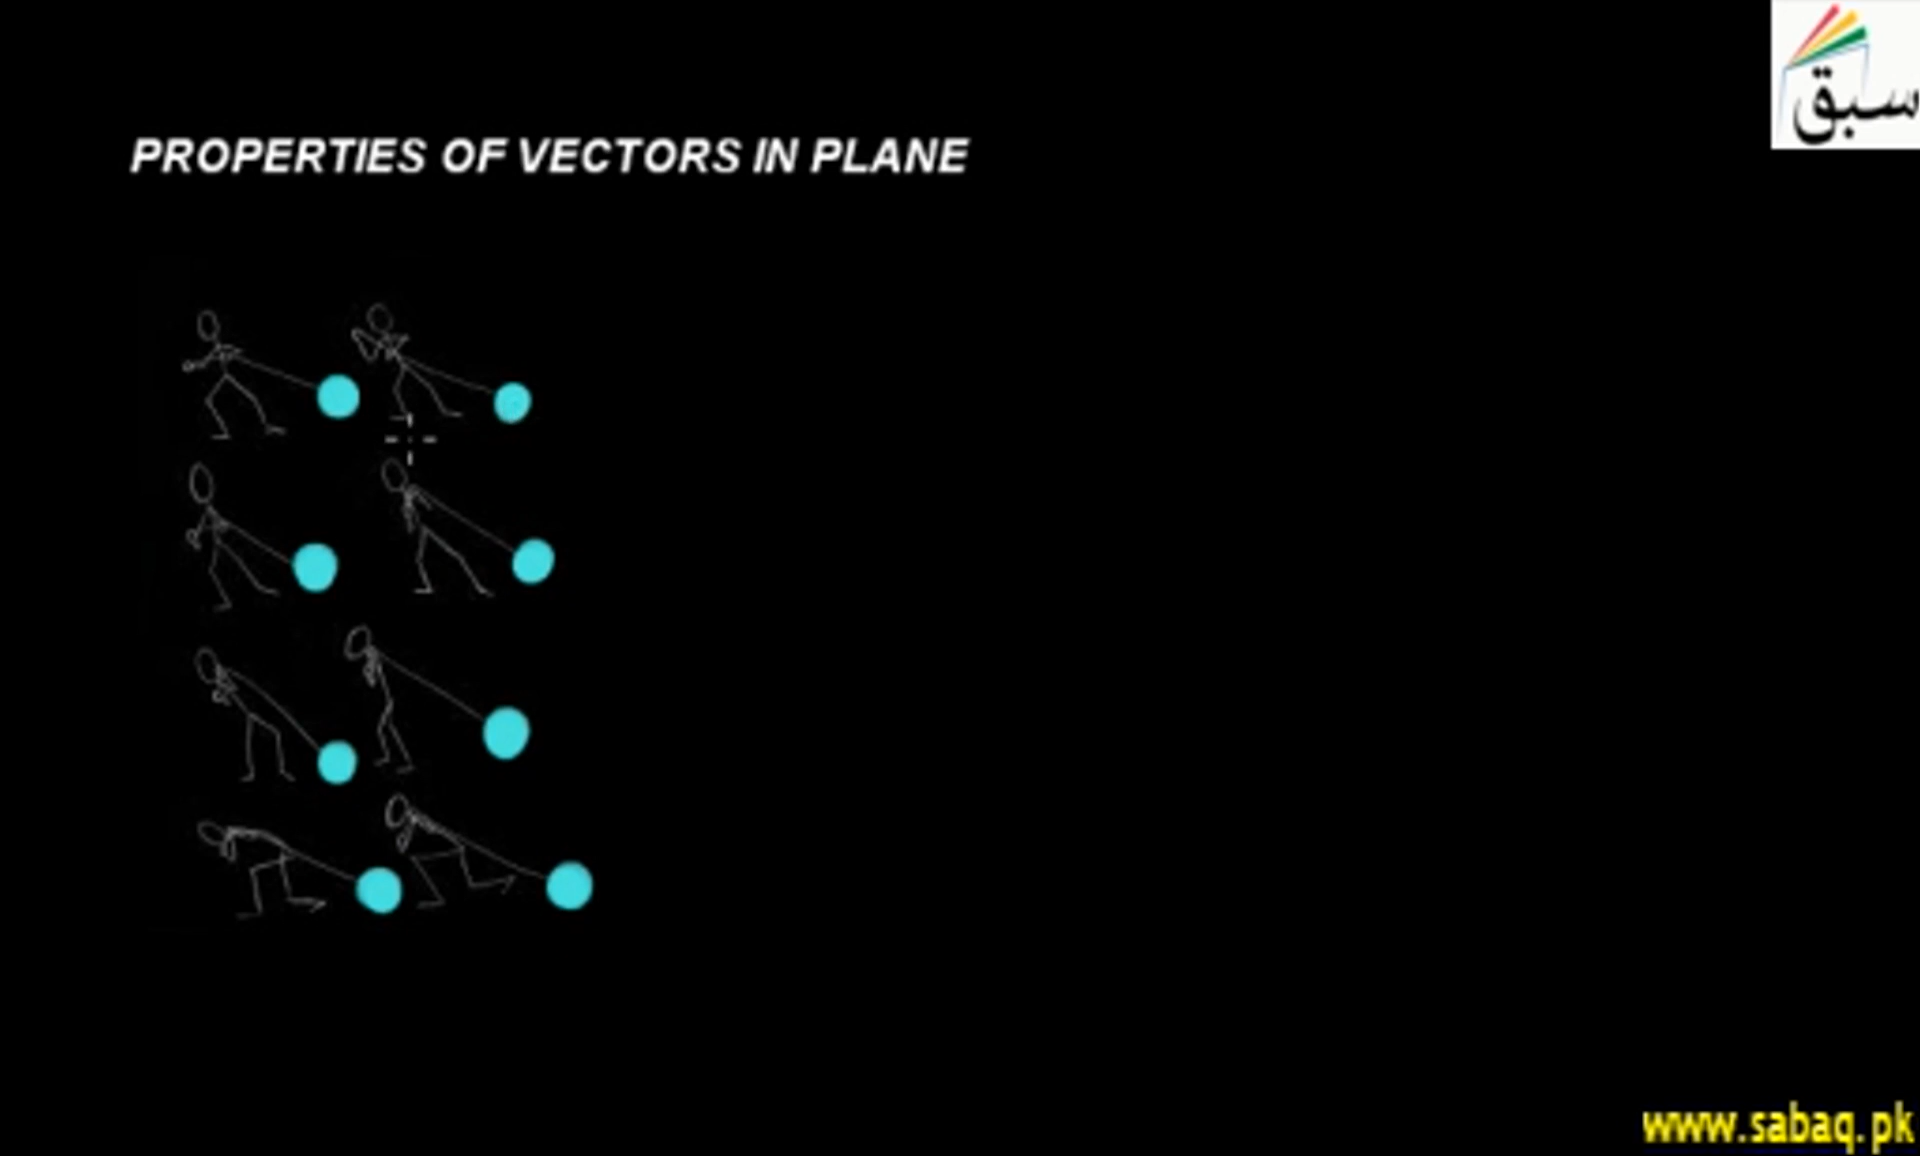 سبق
PROPERTIES OF VECTORS IN PLANE
www.sabaq.pk